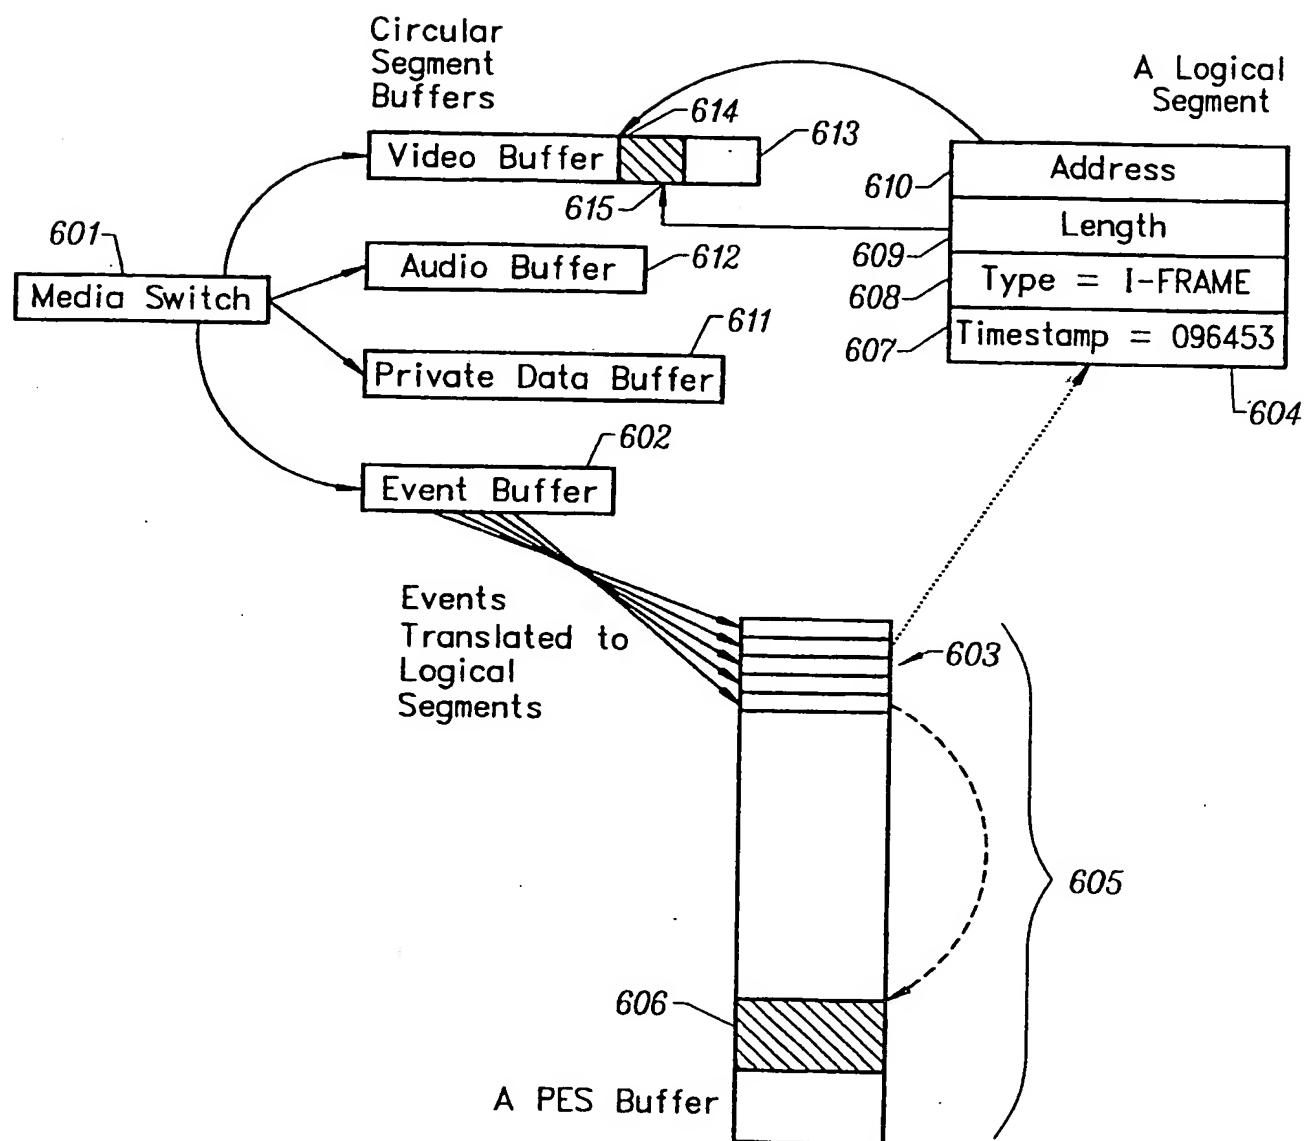 Circular
Segment
Buffers
A Logical
Segment
614
613
Video Buffer
615
610
Address
609
Length
608
Type = I-FRAME
607
Timestamp = 096453
604
601
Media Switch
Audio Buffer
612
611
Private Data Buffer
602
Event Buffer
Events
Translated to
Logical
Segments
603
605
606
A PES Buffer